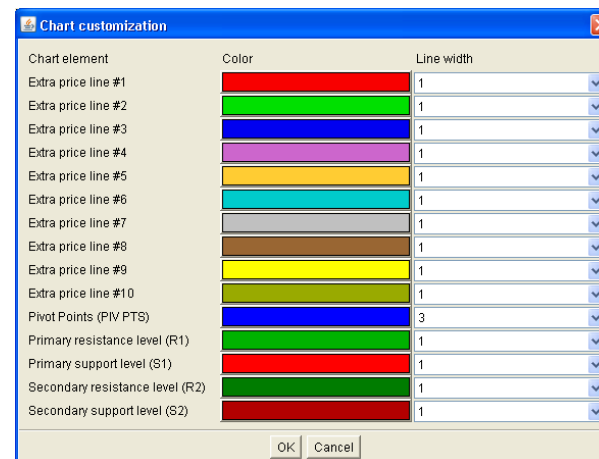 Chart customization
Chart element Color Line width
Extra price line #1 1
Extra price line #2 1
Extra price line #3 1
Extra price line #4 1
Extra price line #5 1
Extra price line #6 1
Extra price line #7 1
Extra price line #8 1
Extra price line #9 1
Extra price line #10 1
Pivot Points (PIV PTS) 3
Primary resistance level (R1) 1
Primary support level (S1) 1
Secondary resistance level (R2) 1
Secondary support level (S2) 1
OK Cancel